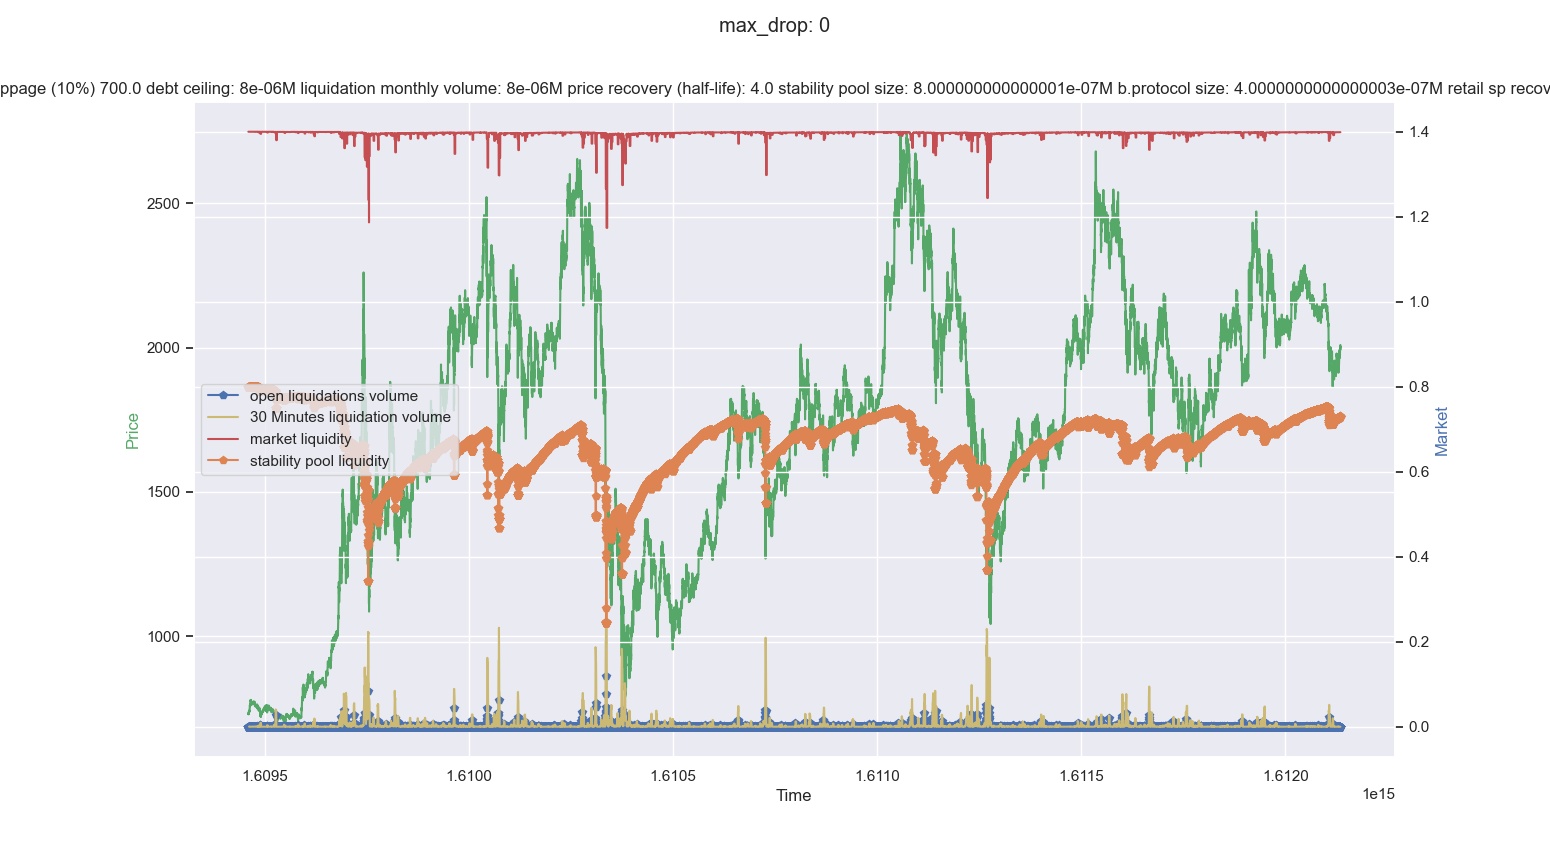 max_drop: 0
ppage (10%) 700.0 debt ceiling: 8e-06M liquidation monthly volume: 8e-06M price recovery (half-life): 4.0 stability pool size: 8.000000000000001e-07M b.protocol size: 4.0000000000000003e-07M retail sp recov
1.4
2500
1.2
1.0
2000
0.8
open liquidations volume
30 Minutes liquidation volume
market liquidity
stability pool liquidity
Price
Market
0.6
1500
0.4
1000
0.2
0.0
1.6095
1.6100
1.6105
1.6110
1.6115
1.6120
Time
1e15